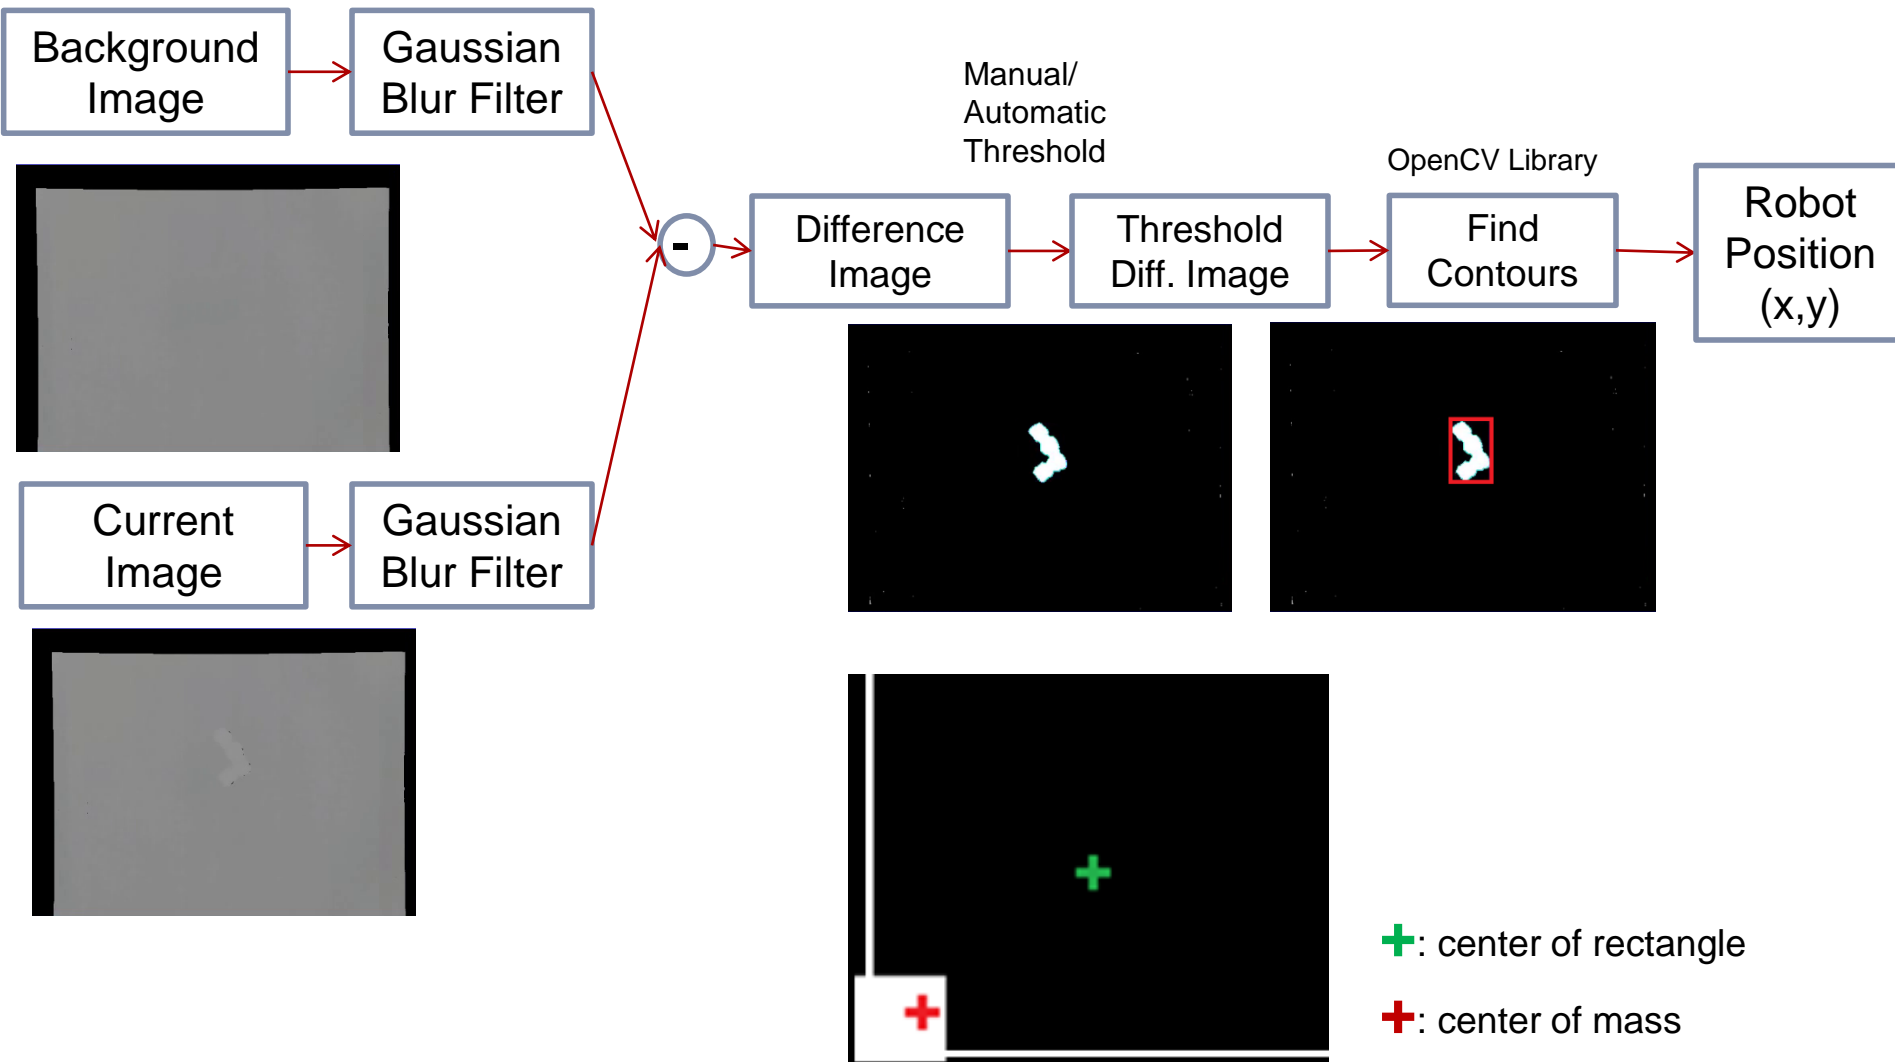 Background
Image
Gaussian
Blur Filter
Manual/
Automatic
Threshold
OpenCV Library
-
Difference
Image
Threshold
Diff. Image
Find
Contours
Robot
Position
(x,y)
Current
Image
Gaussian
Blur Filter
+: center of rectangle
+: center of mass